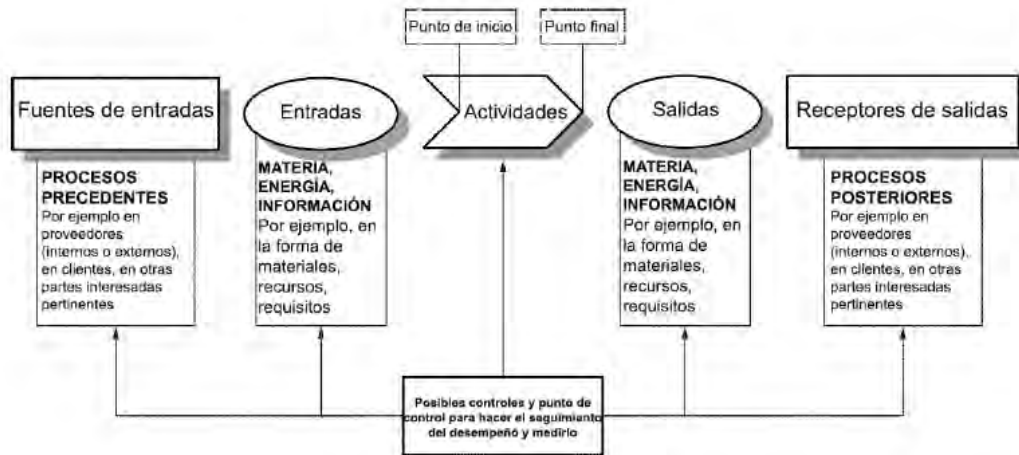 Punto de inicio
Punto final
Fuentes de entradas
Entradas
Actividades
Salidas
Receptores de salidas
PROCESOS
PRECEDENTES
Por ejemplo en
proveedores
(internos o externos),
en clientes, en otras
partes interesadas
pertinentes
MATERIA,
ENERGÍA,
INFORMACIÓN
Por ejemplo, en
la forma de
materiales,
recursos,
requisitos
MATERIA,
ENERGÍA,
INFORMACIÓN
Por ejemplo, en
la forma de
materiales,
recursos,
requisitos
PROCESOS
POSTERIORES
Por ejemplo en
proveedores
(internos o externos),
en clientes, en otras
partes interesadas
pertinentes
Posibles controles y punto de
control para hacer el seguimiento
del desempeñ y medirlo